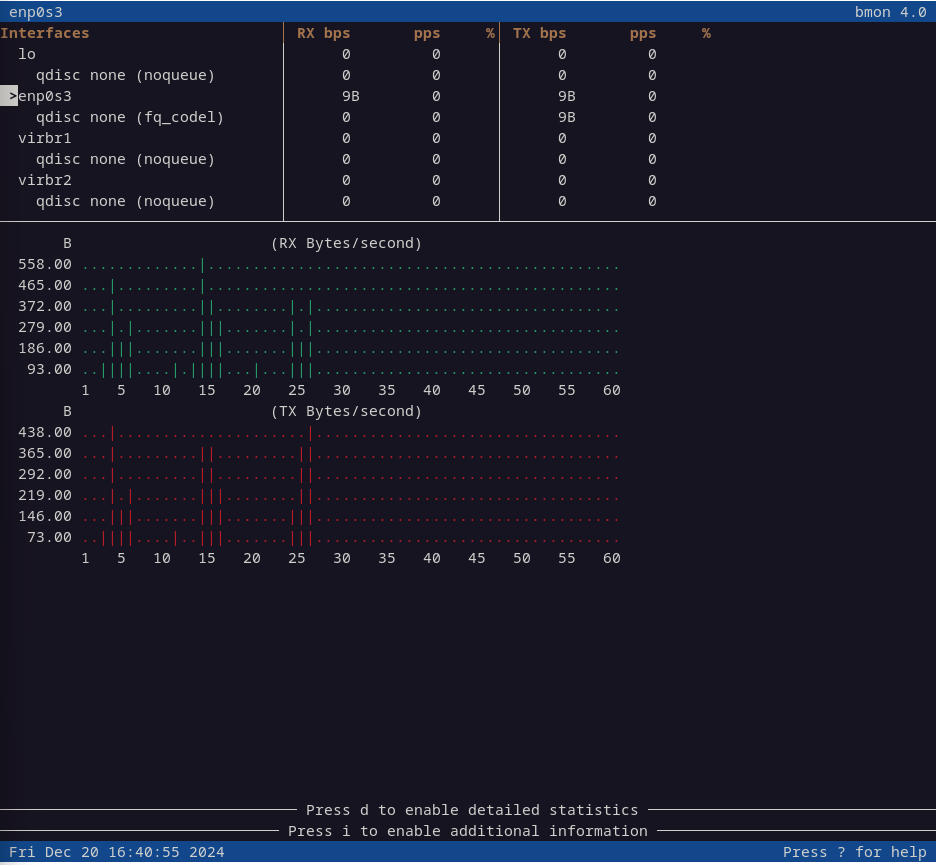 enp0s3 bmon 4.0
Interfaces RX bps pps % TX bps pps %
lo 0 0 0 0
qdisc none (noqueue) 0 0 0 0
>enp0s3 9B 0 9B 0
qdisc none (fq_codel) 0 0 9B 0
virbr1 0 0 0 0
qdisc none (noqueue) 0 0 0 0
virbr2 0 0 0 0
qdisc none (noqueue) 0 0 0 0
B (RX Bytes/second)
558.00 .............|..............................................
465.00 ...|.........|..............................................
372.00 ...|.........||........|.|..................................
279.00 ...|.|.......|||.......|.|..................................
186.00 ...|||.......|||.......|||..................................
93.00 ..||||....|.||||...|...|||..................................
1 5 10 15 20 25 30 35 40 45 50 55 60
B (TX Bytes/second)
438.00 ...|.....................|..................................
365.00 ...|.........||.........||..................................
292.00 ...|.........||.........||..................................
219.00 ...|.|.......|||........||..................................
146.00 ...|||.......|||.......|||..................................
73.00 ..||||....|..|||.......|||..................................
1 5 10 15 20 25 30 35 40 45 50 55 60
Press d to enable detailed statistics
Press i to enable additional information
Fri Dec 20 16:40:55 2024 Press ? for help